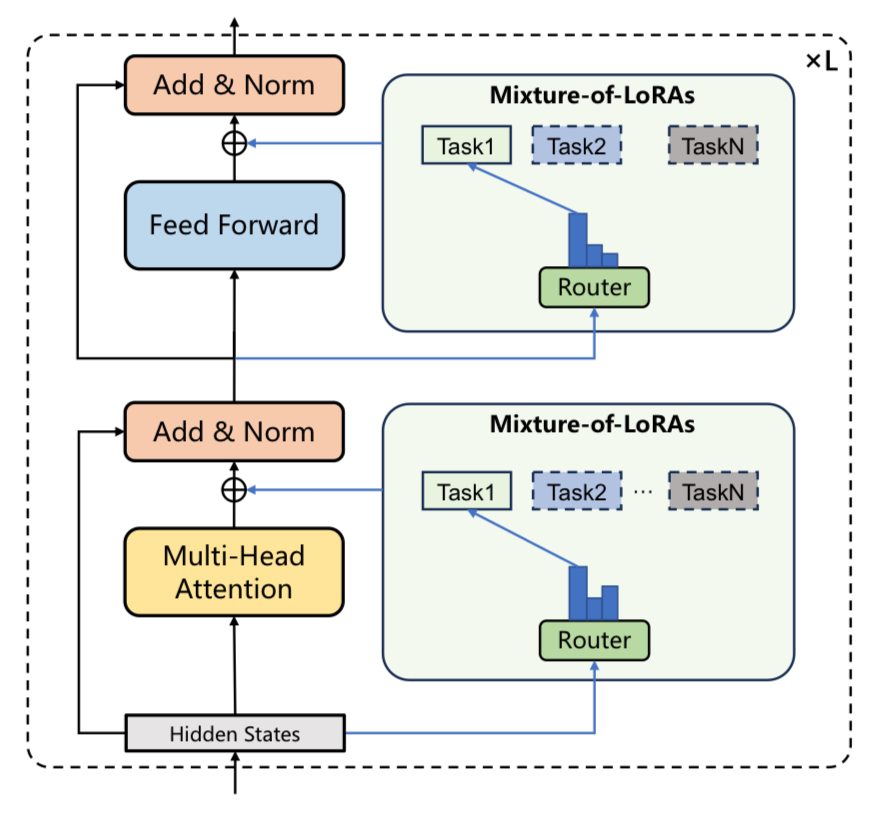 ×L
Add & Norm
Mixture-of-LoRAs
Task1
Task2
TaskN
Feed Forward
Router
Add & Norm
Mixture-of-LoRAs
Task1
Task2
...
TaskN
Multi-Head
Attention
Router
Hidden States